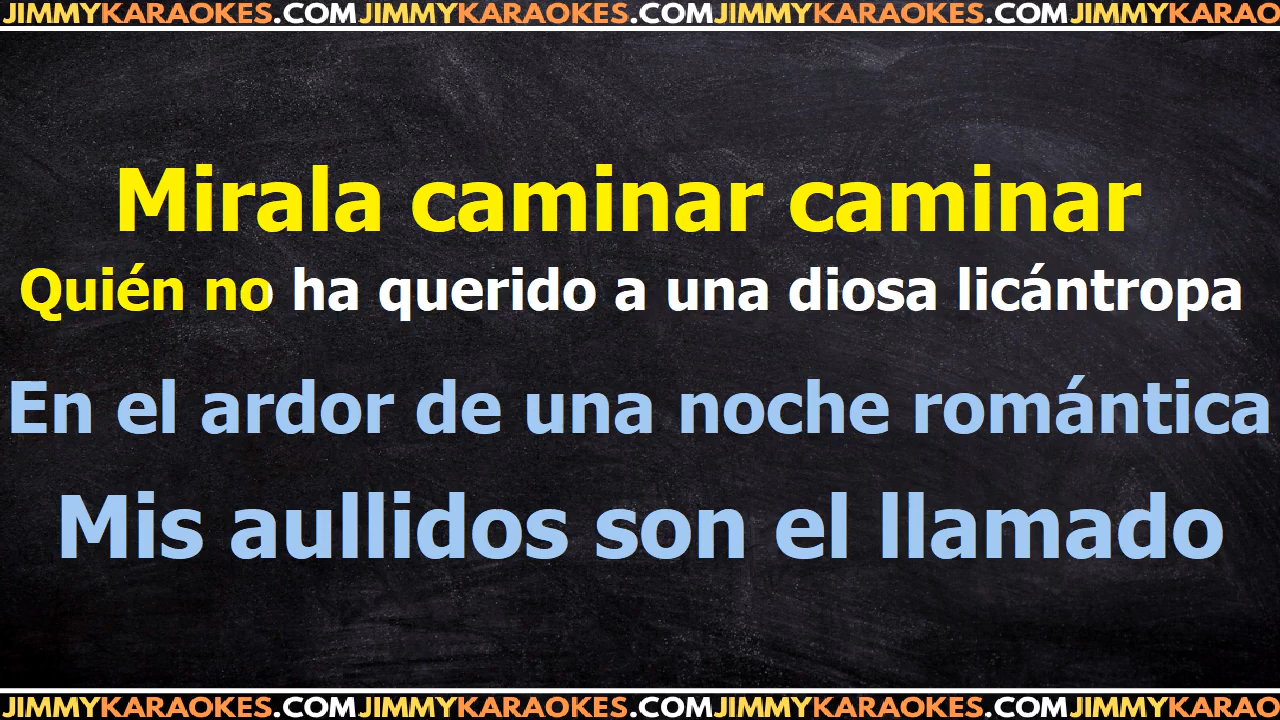 JIMMYKARAOKES.COMJIMMYKARAOKES.COMJIMMYKARAOKES.COMJIMMYKARAO
Mirala caminar caminar
Quién no ha querido a una diosa licántropa
En el ardor de una noche romántica
Mis aullidos son el llamado
JIMMYKARAOKES.COMJIMMYKARAOKES.COMJIMMYKARAOKES.COMJIMMYKARAO